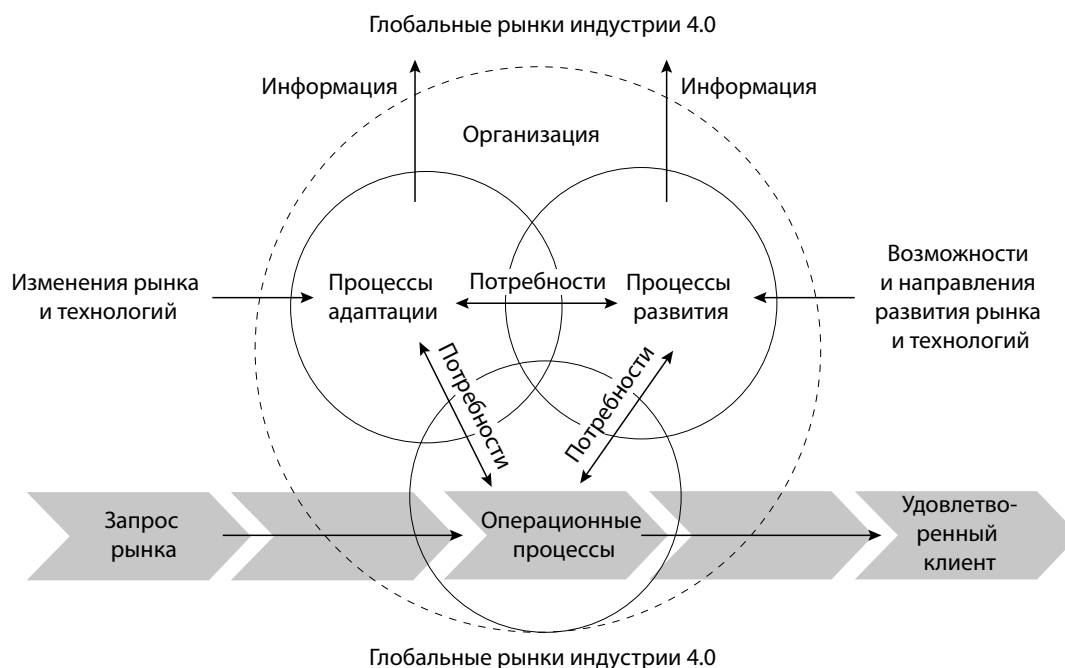 Глобальные рынки индустрии 4.0
Информация
Информация
Организация
Изменения рынка
и технологий
Процессы
адаптации
Потребности
Процессы
развития
Возможности
и направления
развития рынка
и технологий
Потребности
Потребности
Запрос
рынка
Операционные
процессы
Удовлетво-
ренный
клиент
Глобальные рынки индустрии 4.0